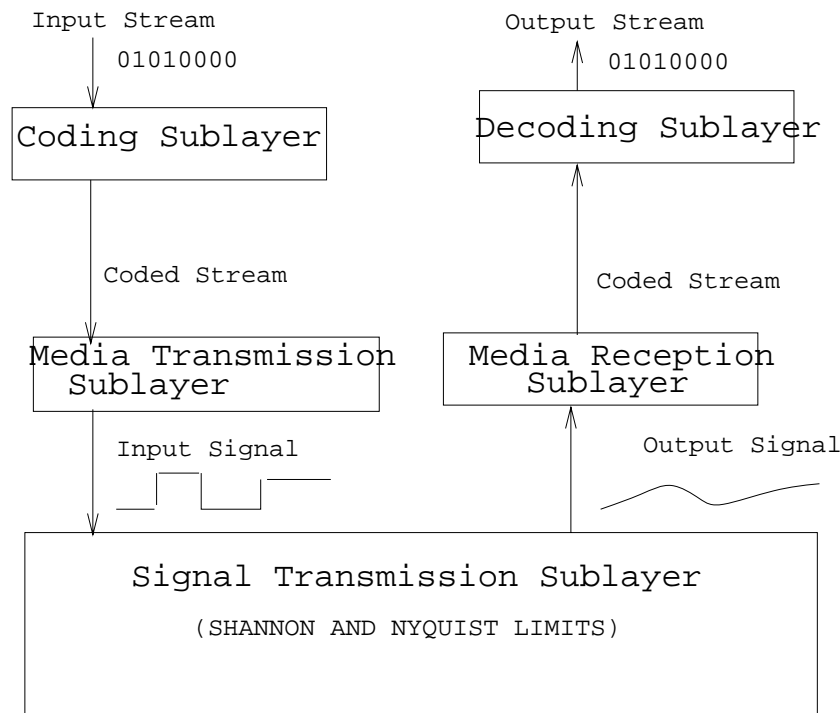 Input Stream
01010000
Coding Sublayer
Coded Stream
Media Transmission
Sublayer
Input Signal
Output Stream
01010000
Decoding Sublayer
Coded Stream
Media Reception
Sublayer
Output Signal
Signal Transmission Sublayer
(SHANNON AND NYQUIST LIMITS)